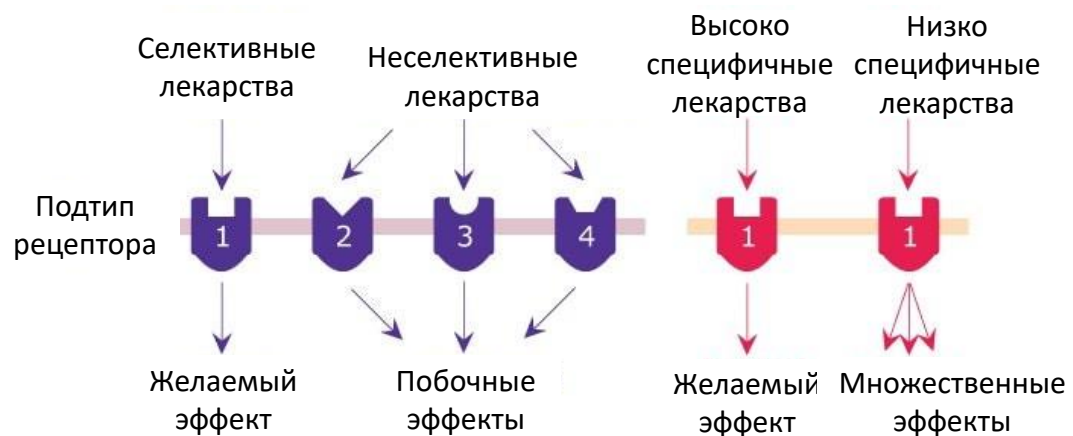 Селективные
лекарства
Неселективные
лекарства
Высоко
специфичные
лекарства
Низко
специфичные
лекарства
Подтип
рецептора
1
2
3
4
1
1
Желаемый
эффект
Побочные
эффекты
Желаемый
эффект
Множественные
эффекты